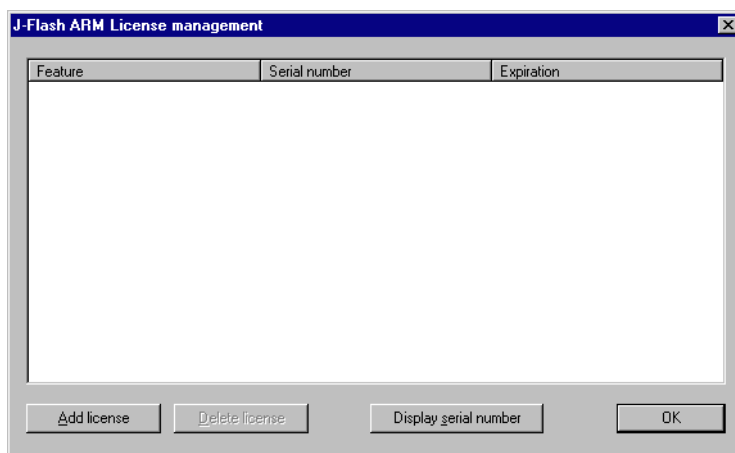 J-Flash ARM License management
Feature Serial number Expiration
Add license Delete license Display serial number OK